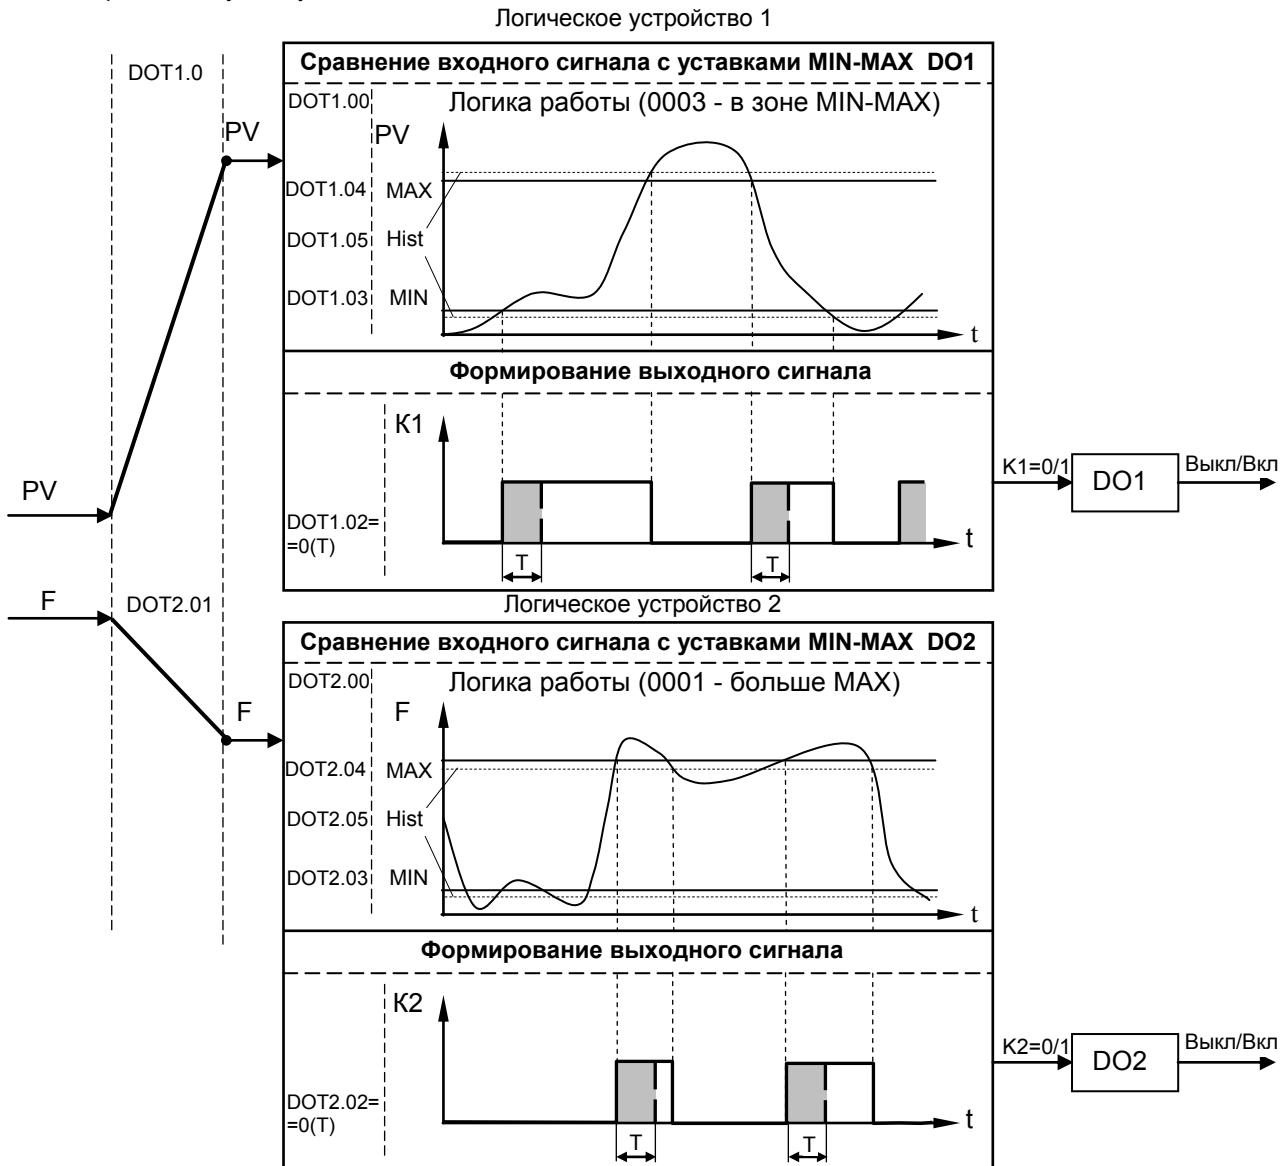 Логическое устройство 1
DOT1.0
Сравнение входного сигнала с уставками MIN-MAX DO1
DOT1.00
Логика работы (0003 - в зоне MIN-MAX)
PV
PV
DOT1.04
MAX
DOT1.05
Hist
DOT1.03
MIN
t
Формирование выходного сигнала
K1
PV
DOT1.02=
=0(T)
T
T
t
K1=0/1
DO1
Выкл/Вкл
F
DOT2.01
Логическое устройство 2
Сравнение входного сигнала с уставками MIN-MAX DO2
DOT2.00
Логика работы (0001 - больше MAX)
F
F
DOT2.04
MAX
DOT2.05
Hist
DOT2.03
MIN
t
Формирование выходного сигнала
K2
DOT2.02=
=0(T)
T
T
t
K2=0/1
DO2
Выкл/Вкл